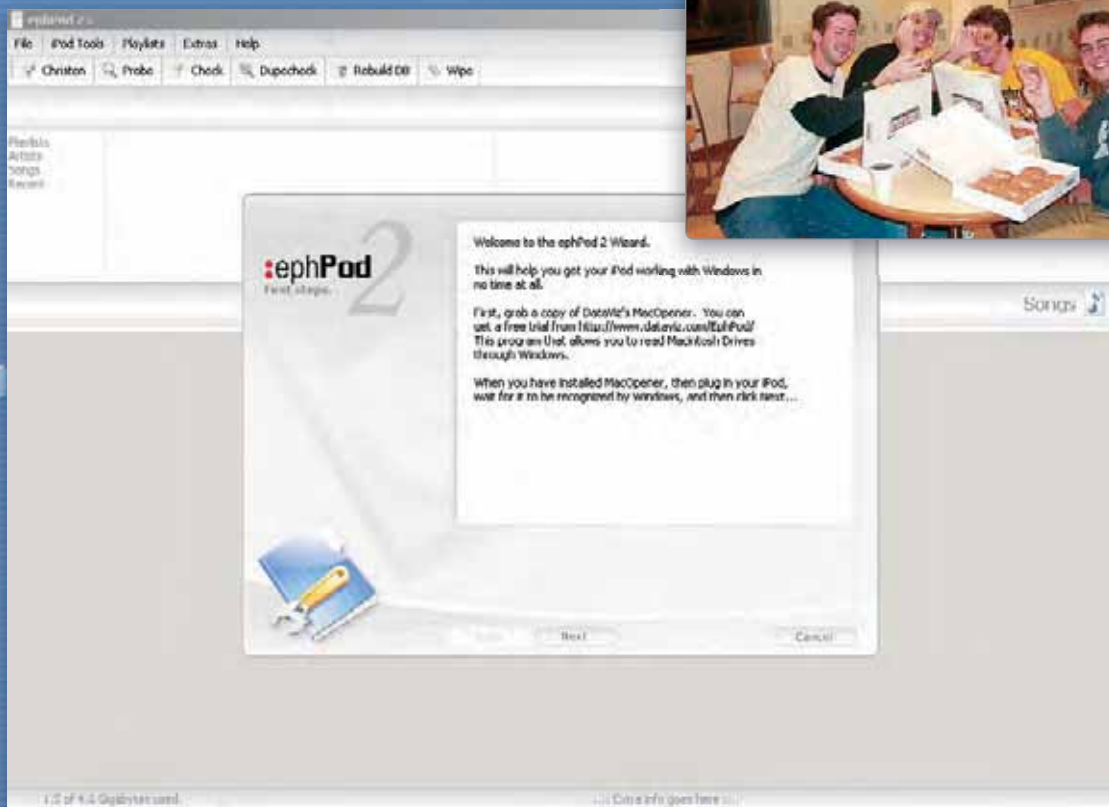 ephPod 2
File iPod Tools Playlists Extras Help
Christen Probe Check Dupecheck Rebuild DB Wipe
Playlists
Artists
Songs
Recent
:ephPod 2
First steps.
Welcome to the ephPod 2 Wizard.
This will help you get your iPod working with Windows in
no time at all.
First, grab a copy of DataViz's MacOpener. You can
get a free trial from http://www.dataviz.com/EphPod/
This program that allows you to read Macintosh Drives
through Windows.
When you have installed MacOpener, then plug in your iPod,
wait for it to be recognized by Windows, and then click Next...
Songs
Next Cancel
Gigabytes used.
Extra info goes here